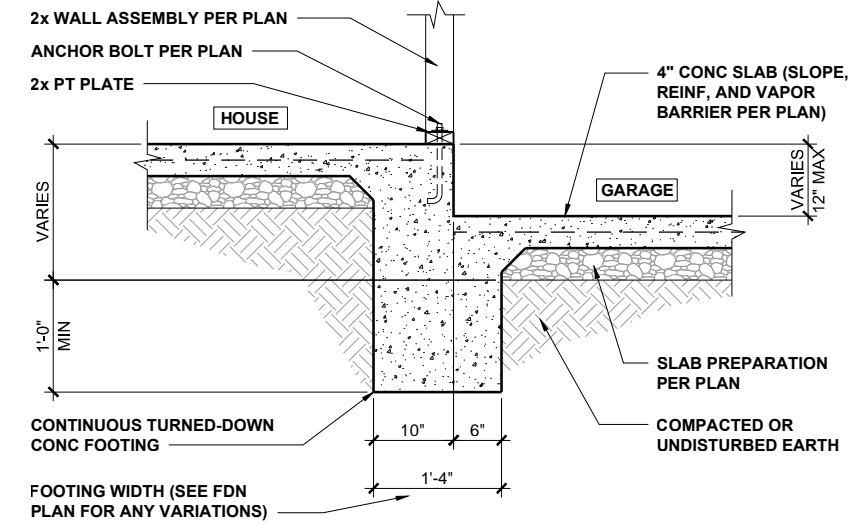 2x WALL ASSEMBLY PER PLAN
ANCHOR BOLT PER PLAN
2x PT PLATE
HOUSE
4" CONC SLAB (SLOPE,
REINF, AND VAPOR
BARRIER PER PLAN)
GARAGE
VARIES
12" MAX
VARIES
1'-0"
MIN
SLAB PREPARATION
PER PLAN
COMPACTED OR
UNDISTURBED EARTH
CONTINUOUS TURNED-DOWN
CONC FOOTING
10"
6"
1'-4"
FOOTING WIDTH (SEE FDN
PLAN FOR ANY VARIATIONS)